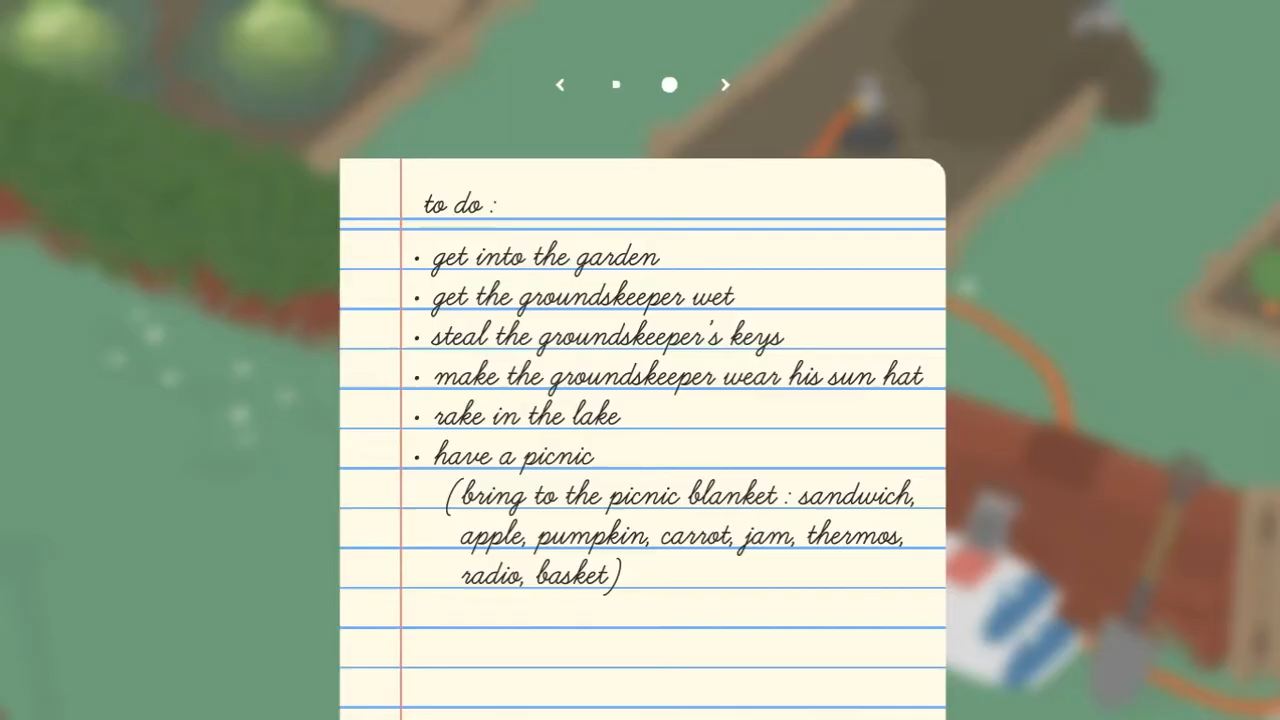 to do :
• get into the garden
• get the groundskeeper wet
• steal the groundskeeper's keys
• make the groundskeeper wear his sun hat
• rake in the lake
• have a picnic
(bring to the picnic blanket : sandwich,
apple, pumpkin, carrot, jam, thermos,
radio, basket)